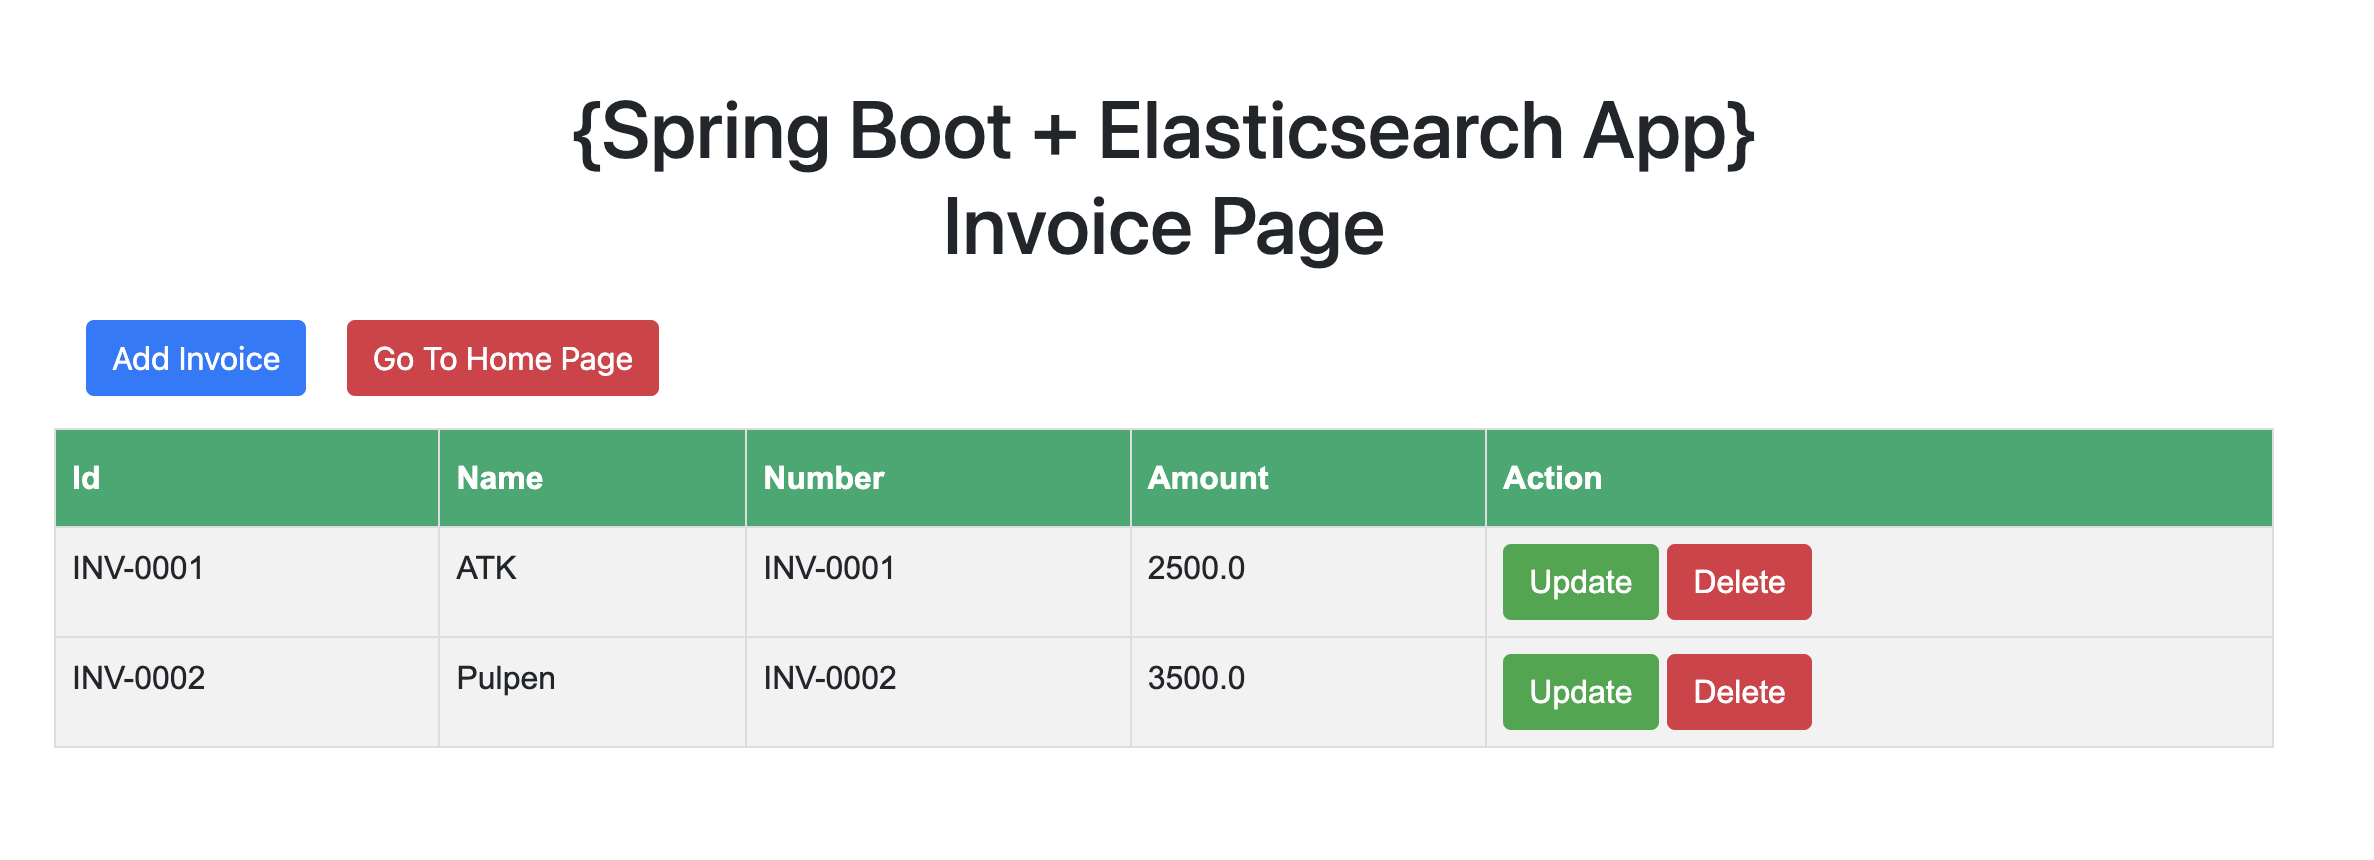 {Spring Boot + Elasticsearch App}
Invoice Page
Add Invoice Go To Home Page
Id Name Number Amount Action
INV-0001 ATK INV-0001 2500.0 Update Delete
INV-0002 Pulpen INV-0002 3500.0 Update Delete